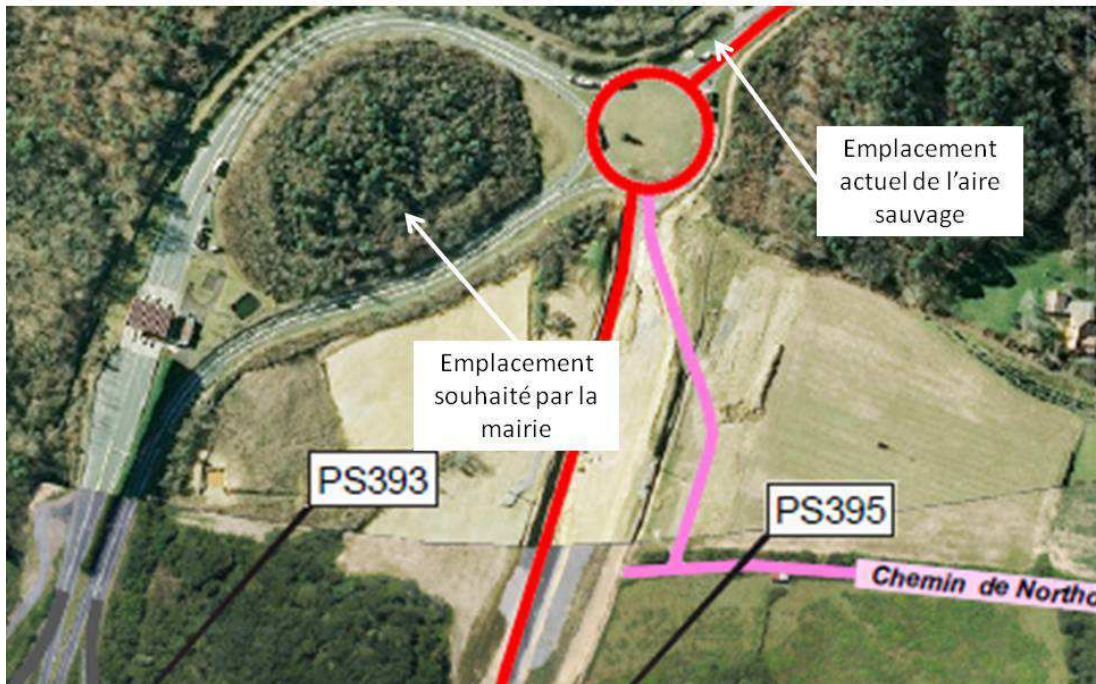 Emplacement
actuel de l'aire
sauvage
Emplacement
souhaité par la
mairie
PS393
PS395
Chemin de Northo